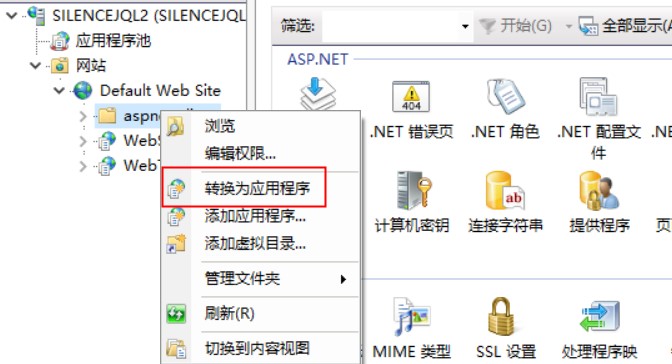 SILENCEJQL2 (SILENCEJQL
应用程序池
网站
Default Web Site
浏览
编辑权限...
转换为应用程序
添加应用程序...
添加虚拟目录...
管理文件夹
刷新(R)
切换到内容视图
筛选:
开始(G)
全部显示(A
ASP.NET
.NET 错误页
.NET 角色
.NET 配置文
件
计算机密钥
连接字符串
提供程序
页
MIME 类型
SSL 设置
处理程序映
404
ab